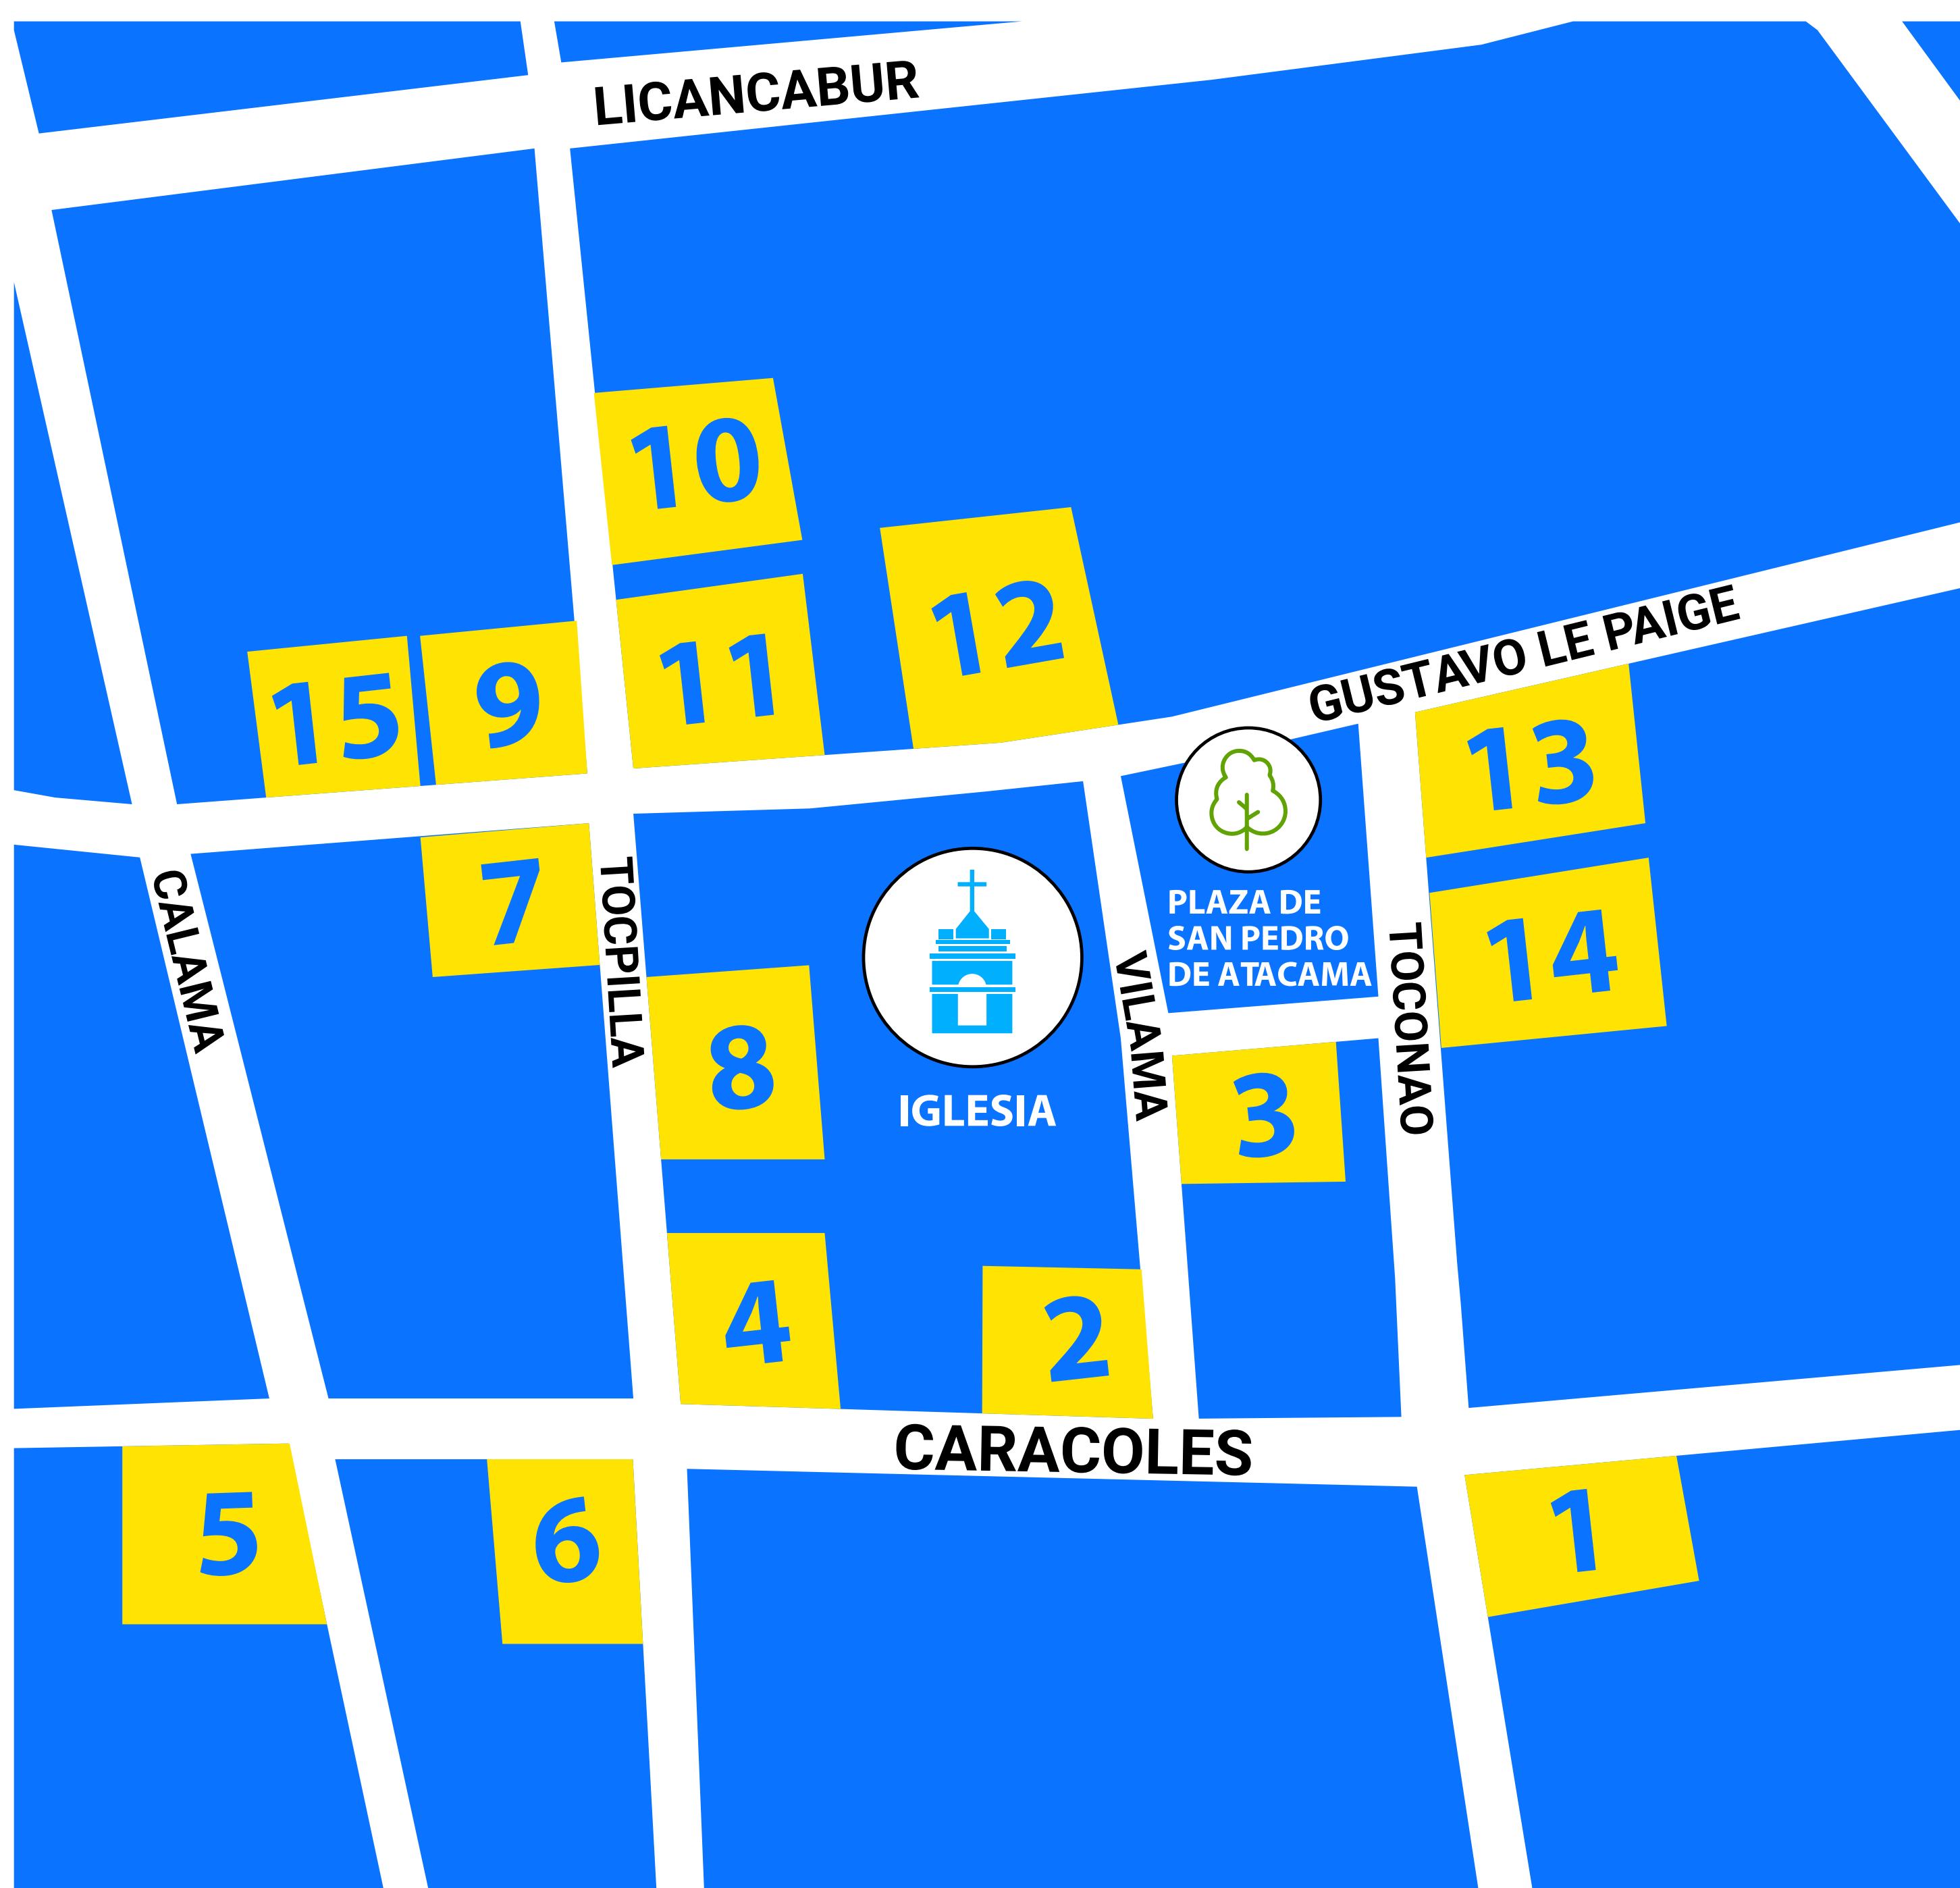 LICANCABUR
10
12
GUSTAVO LE PAIGE
15
9
11
13
7
CALAMA
TOCPILLA
PLAZA DE
SAN PEDRO
DE ATACAMA
14
TOCONAO
VILAMA
8
IGLESIA
3
4
2
CARACOLES
5
6
1